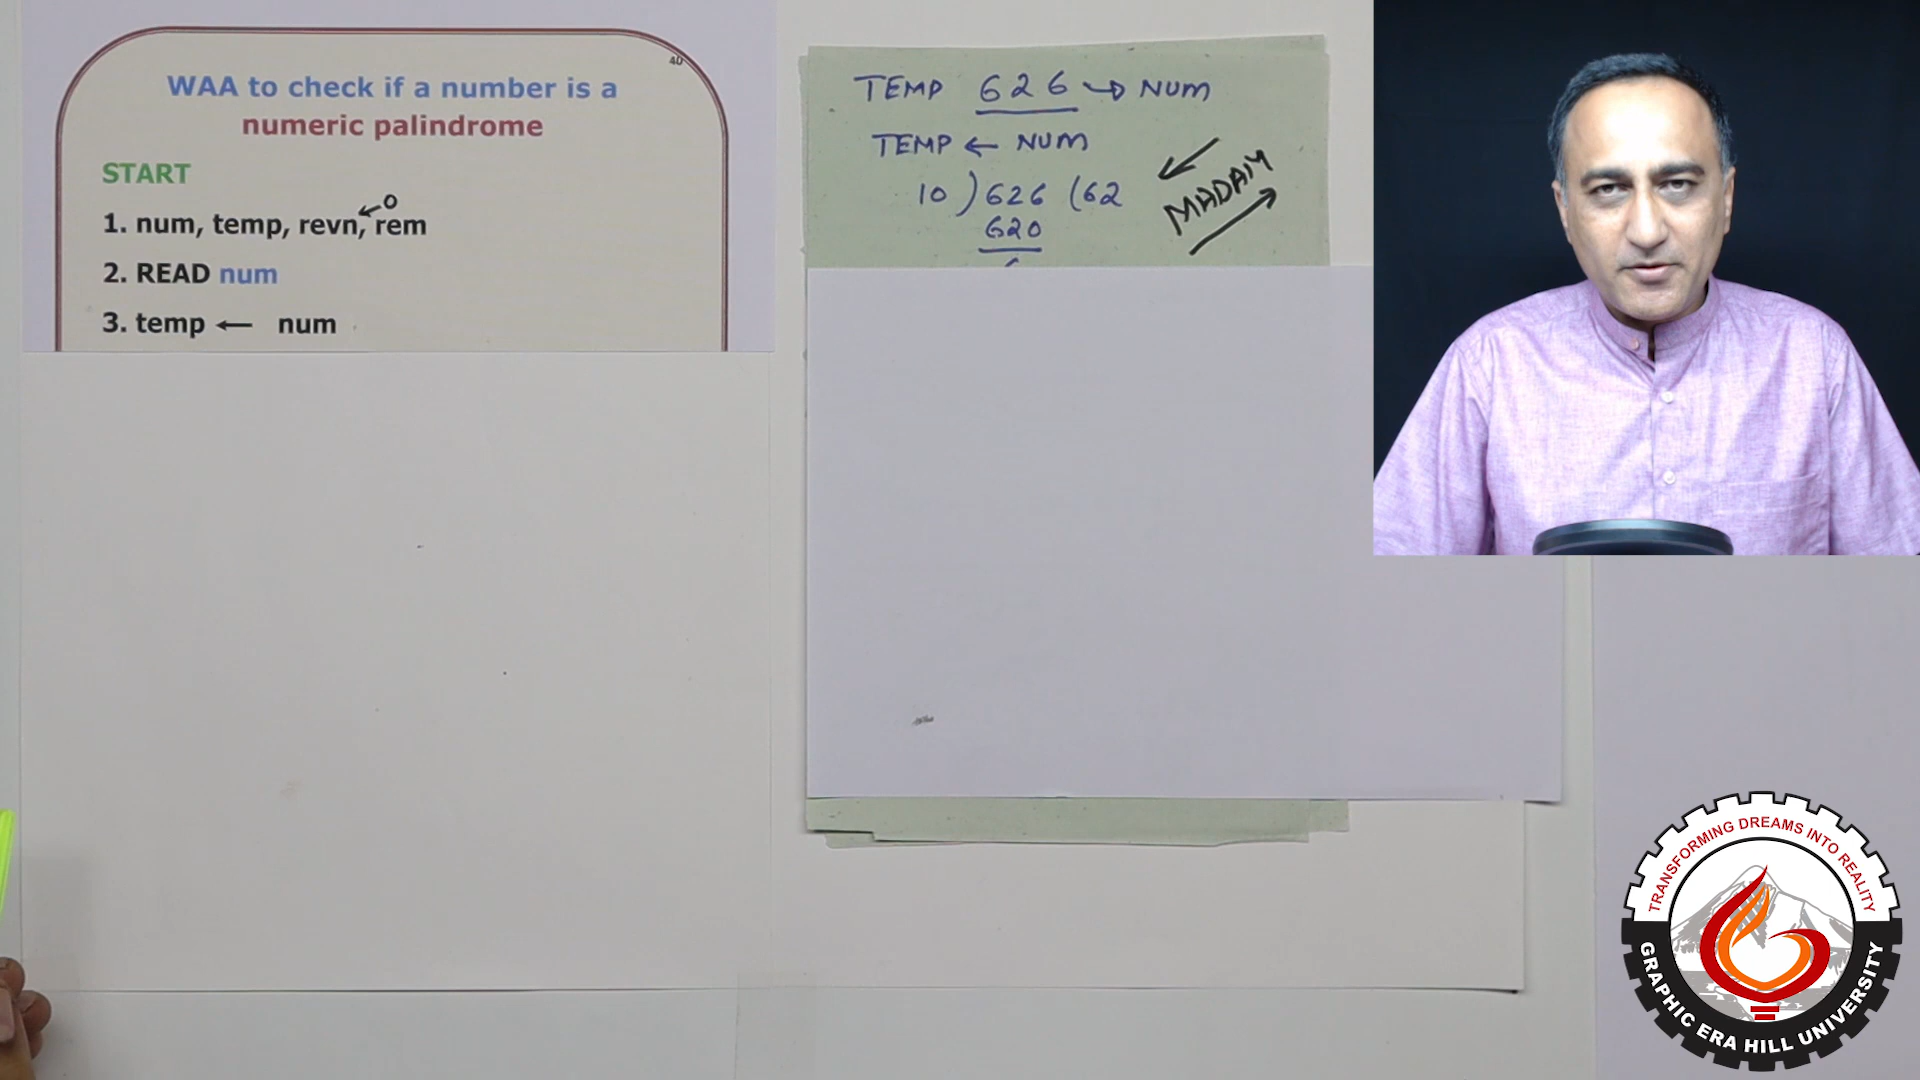 40
WAA to check if a number is a
numeric palindrome
START
0
1. num, temp, revn, rem
2. READ num
3. temp ← num
TEMP 626 → NUM
TEMP ← NUM
10 ) 626 ( 62
620
MADAM
TRANSFORMING DREAMS INTO REALITY
GRAPHIC ERA HILL UNIVERSITY